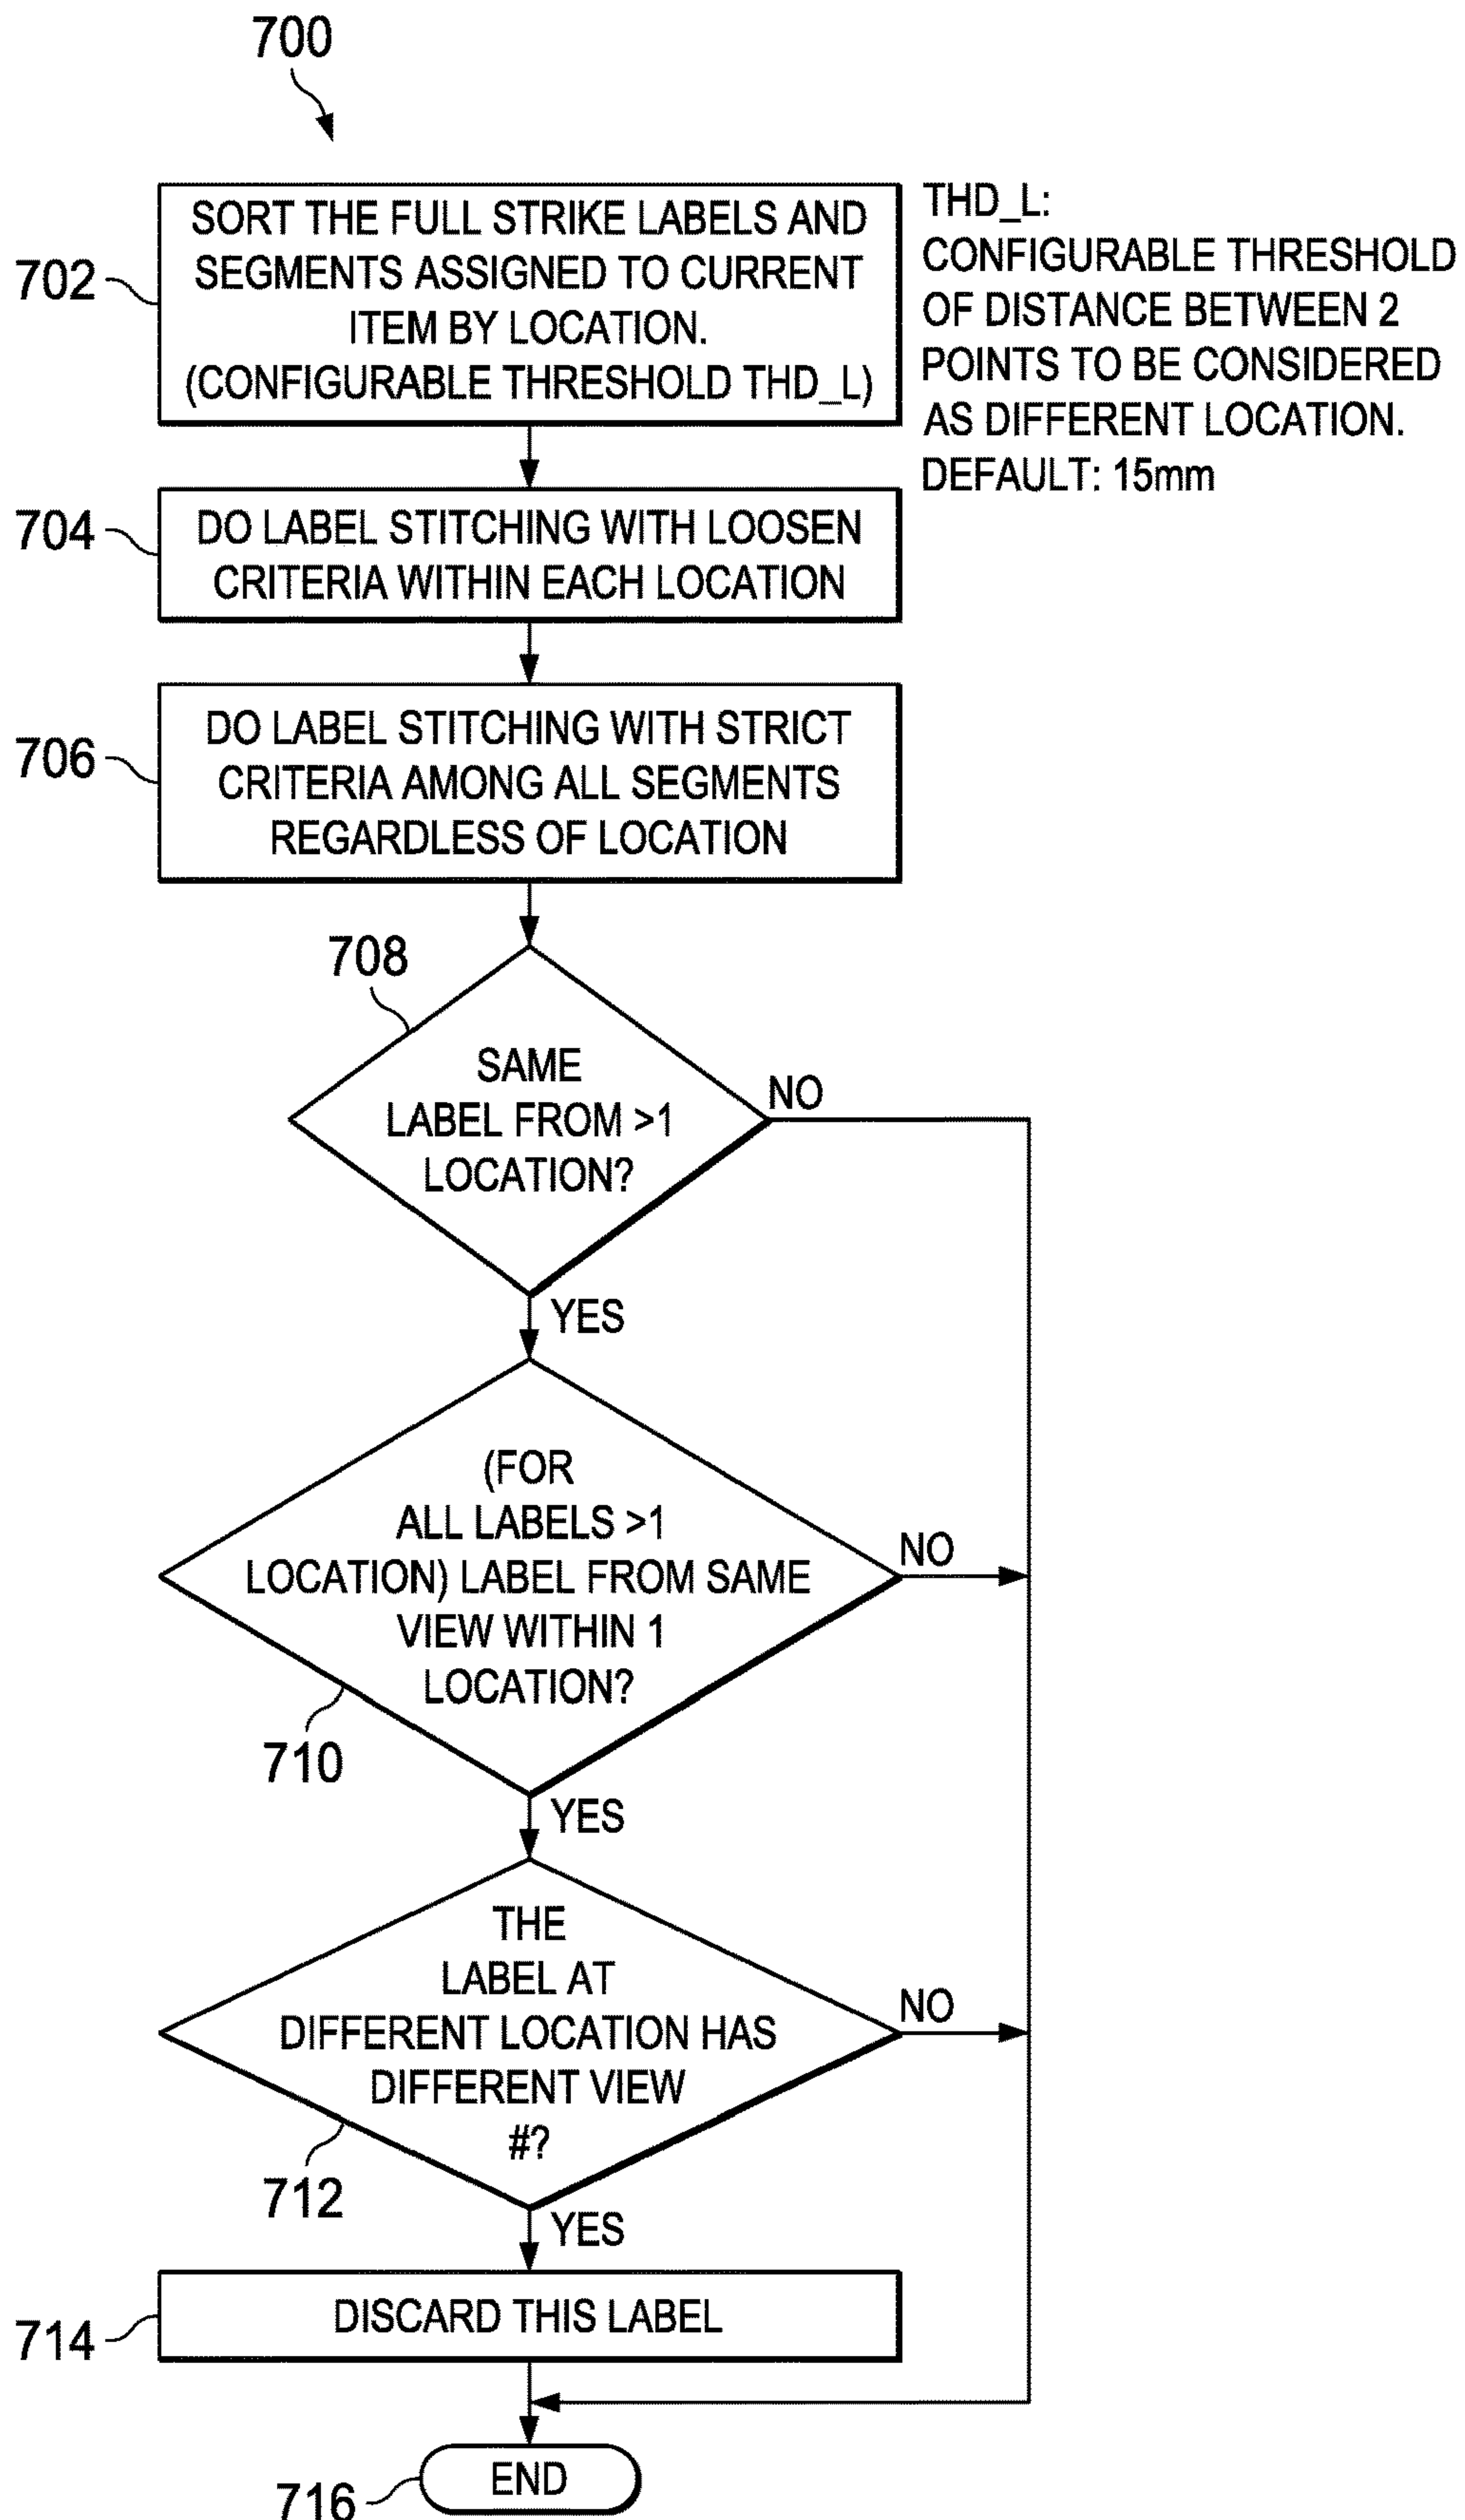 700
702
SORT THE FULL STRIKE LABELS AND
SEGMENTS ASSIGNED TO CURRENT
ITEM BY LOCATION.
(CONFIGURABLE THRESHOLD THD_L)
THD_L:
CONFIGURABLE THRESHOLD
OF DISTANCE BETWEEN 2
POINTS TO BE CONSIDERED
AS DIFFERENT LOCATION.
DEFAULT: 15mm
704
DO LABEL STITCHING WITH LOOSEN
CRITERIA WITHIN EACH LOCATION
706
DO LABEL STITCHING WITH STRICT
CRITERIA AMONG ALL SEGMENTS
REGARDLESS OF LOCATION
708
SAME
LABEL FROM >1
LOCATION?
NO
YES
(FOR
ALL LABELS >1
LOCATION) LABEL FROM SAME
VIEW WITHIN 1
LOCATION?
NO
710
YES
THE
LABEL AT
DIFFERENT LOCATION HAS
DIFFERENT VIEW
#?
NO
712
YES
714
DISCARD THIS LABEL
END
716